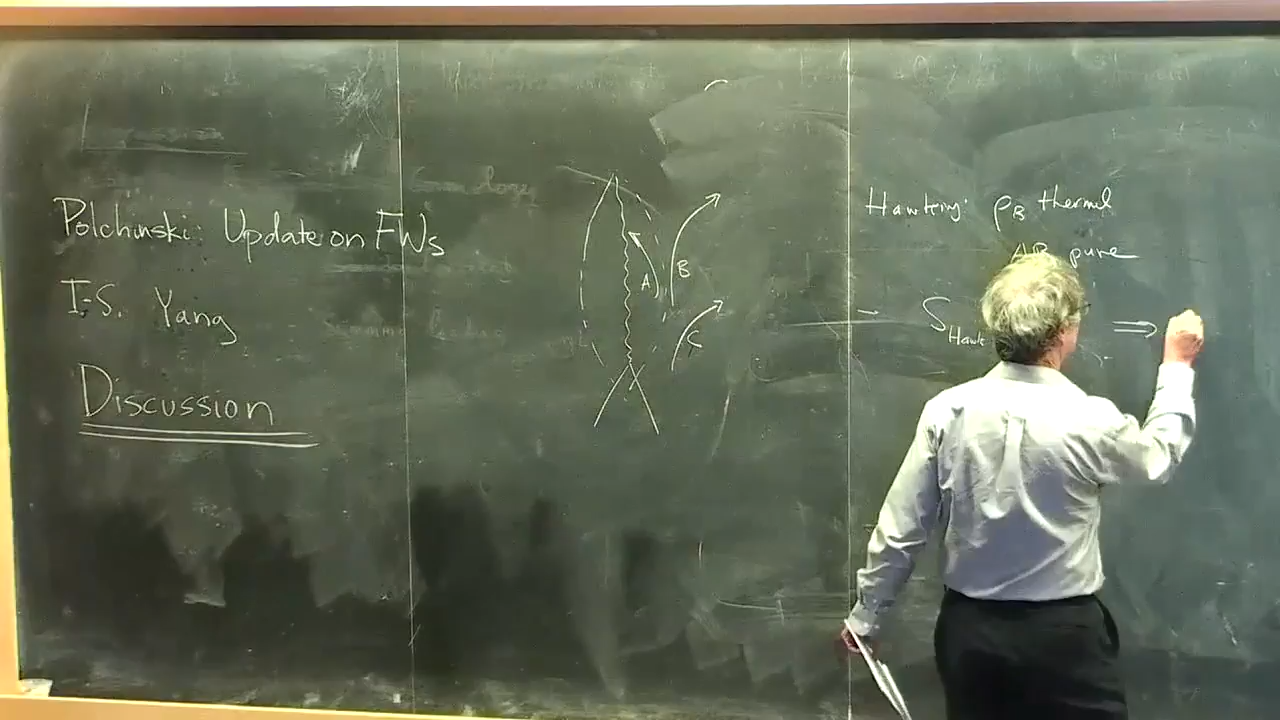 Polchinski: Update on FWs
I-S. Yang
Discussion
A
B
C
Hawking: ρ_B thermal
AB pure
S_Hawk
⇒